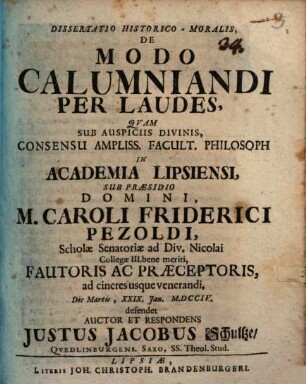 DISSERTATIO HISTORICO-MORALIS,
DE
MODO
CALUMNIANDI
PER LAUDES,
QVAM
SUB AUSPICIIS DIVINIS,
CONSENSU AMPLISS. FACULT. PHILOSOPH
IN
ACADEMIA LIPSIENSI,
SUB PRÆSIDIO
DOMINI,
M. CAROLI FRIDERICI
PEZOLDI,
Scholæ Senatoriæ ad Div. Nicolai
Collegæ III. bene meriti,
FAUTORIS AC PRÆCEPTORIS,
ad cineres usque venerandi,
Die Martis, XXIX. Jan. M.DCCIV.
defendet
AUCTOR ET RESPONDENS
JUSTUS JACOBUS Schultze/
QVEDLINBURGENS. SAXO, SS. Theol. Stud.
LIPSIÆ,
LITERIS JOH. CHRISTOPH. BRANDENBURGERI.